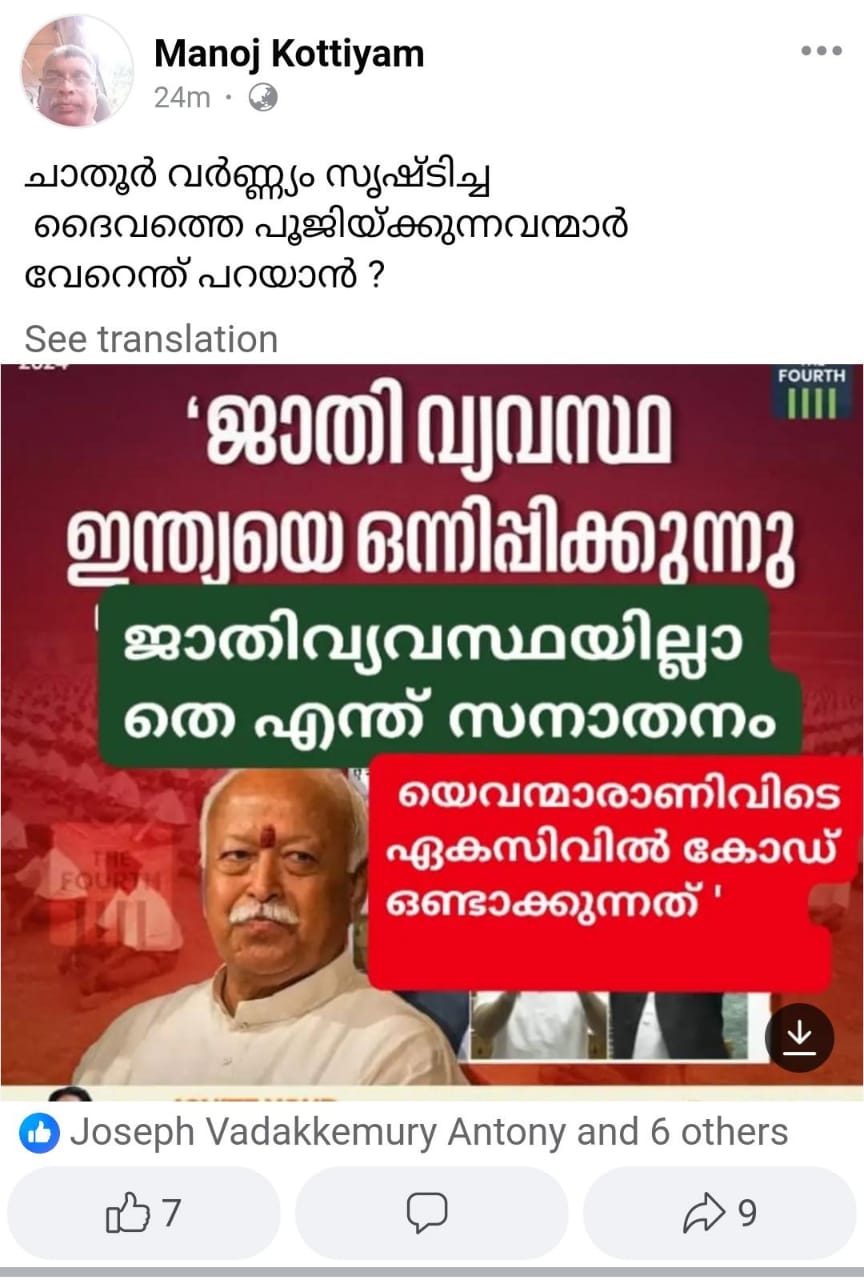 Manoj Kottiyam
24m
ചാതൂർ വർണ്ണ്യം സൃഷ്ടിച്ച
ദൈവത്തെ പൂജിയ്ക്കുന്നവന്മാർ
വേറെന്ത് പറയാൻ ?
See translation
FOURTH
'ജാതി വ്യവസ്ഥ
ഇന്ത്യയെ ഒന്നിപ്പിക്കുന്നു
ജാതിവ്യവസ്ഥയില്ലാ
തെ എന്ത് സനാതനം
യെവന്മാരാണിവിടെ
ഏകസിവിൽ കോഡ്
ഒണ്ടാക്കുന്നത് '
THE
FOURTH
Joseph Vadakkemury Antony and 6 others
7
9